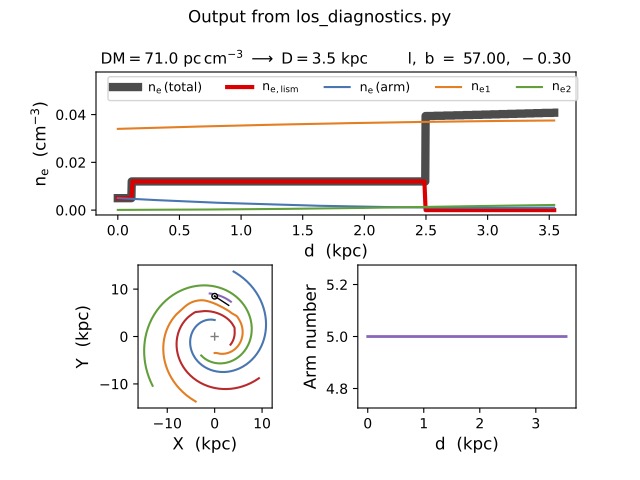 Output from los_diagnostics.py
DM = 71.0 pc cm⁻³ ⟶ D = 3.5 kpc l, b = 57.00, −0.30
nₑ (total) nₑ,lism nₑ (arm) nₑ1 nₑ2
nₑ (cm⁻³)
0.04
0.02
0.00
0.0 0.5 1.0 1.5 2.0 2.5 3.0 3.5
d (kpc)
Y (kpc)
10
0
−10
−10 0 10
X (kpc)
Arm number
5.2
5.0
4.8
0 1 2 3
d (kpc)